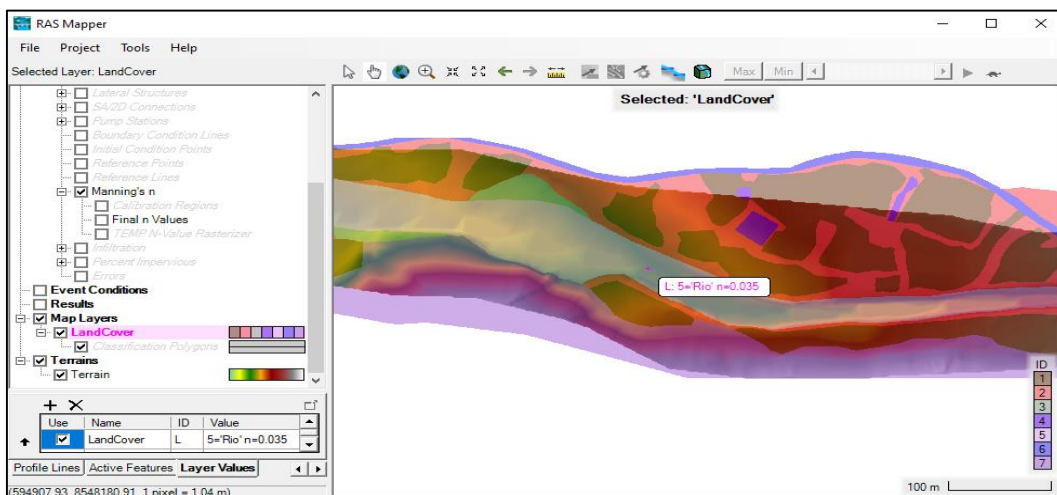 RAS Mapper
File Project Tools Help
Selected Layer: LandCover
Max Min
Selected: 'LandCover'
Lateral Structures
SA/2D Connections
Pump Stations
Boundary Condition Lines
Initial Condition Points
Reference Points
Reference Lines
Manning's n
Calibration Regions
Final n Values
TEMP N-Value Rasterizer
Infiltration
Percent Impervious
Errors
Event Conditions
Results
Map Layers
LandCover
Classification Polygons
Terrains
Terrain
L: 5='Rio' n=0.035
ID
1
2
3
4
5
6
7
Use Name ID Value
LandCover L 5='Rio' n=0.035
Profile Lines Active Features Layer Values
(594907.93, 8548180.91 1 pixel = 1.04 m)
100 m